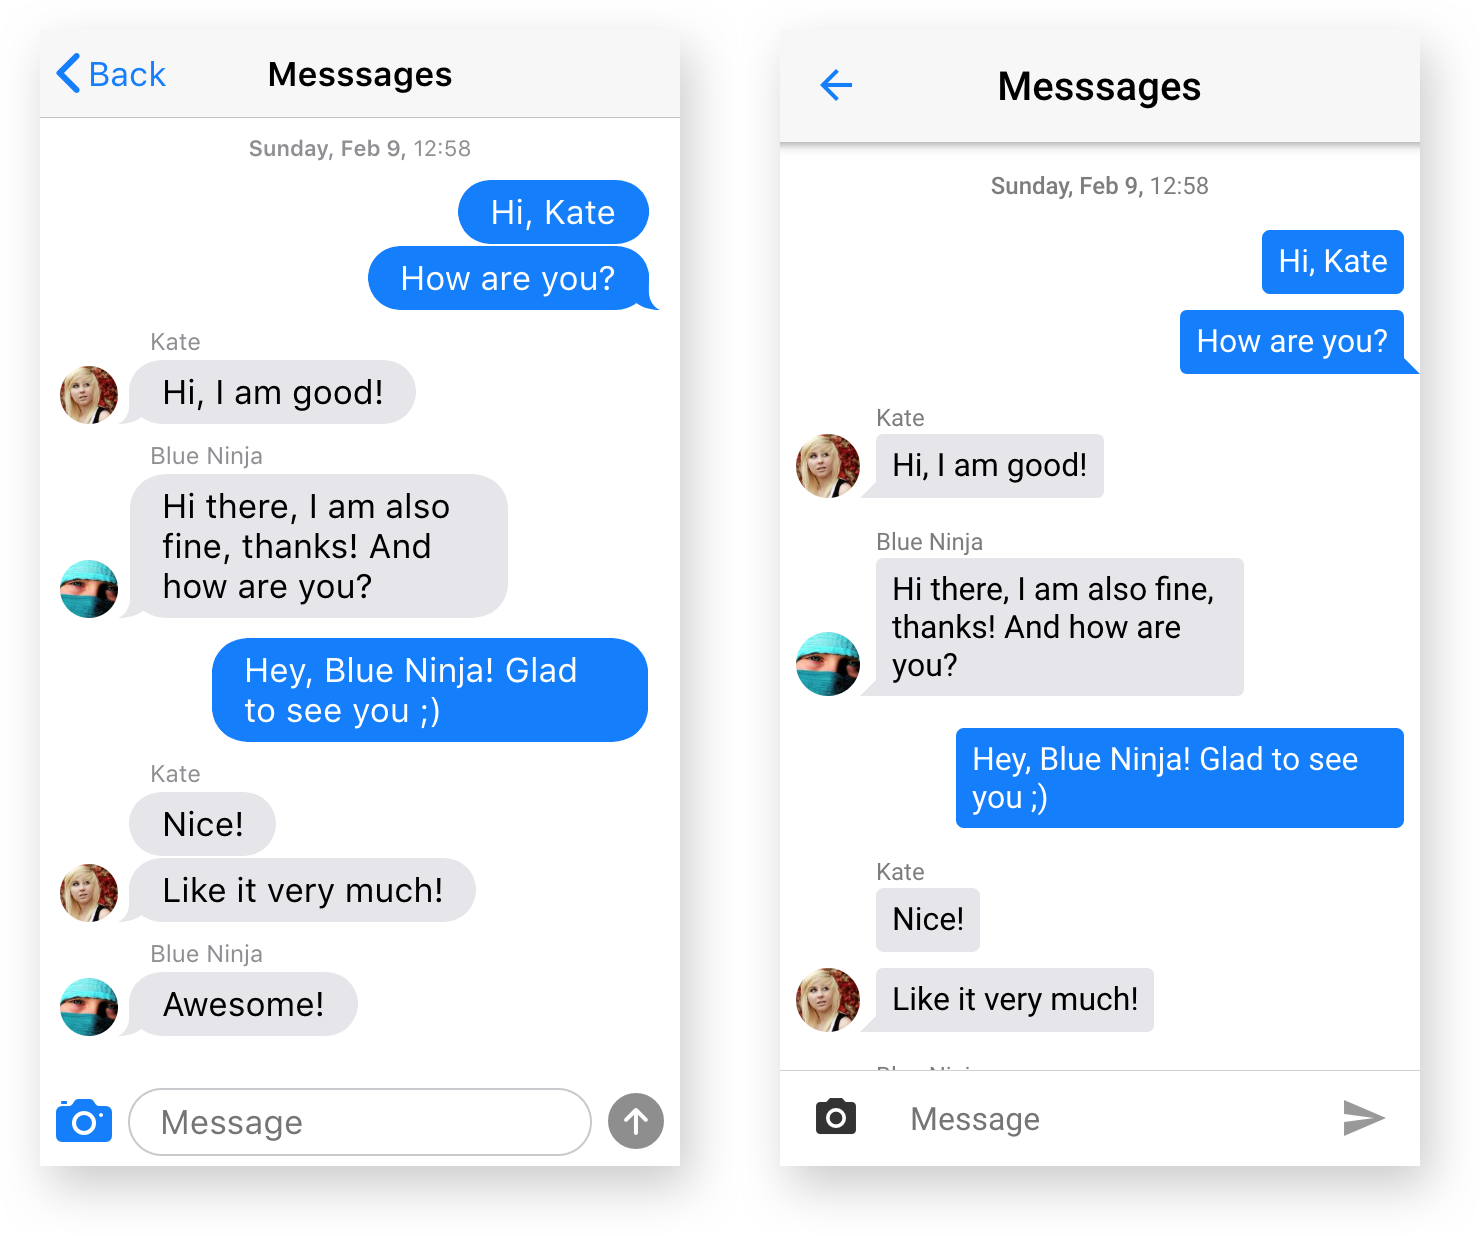 Back
Messsages
Sunday, Feb 9, 12:58
Hi, Kate
How are you?
Kate
Hi, I am good!
Blue Ninja
Hi there, I am also
fine, thanks! And
how are you?
Hey, Blue Ninja! Glad
to see you ;)
Kate
Nice!
Like it very much!
Blue Ninja
Awesome!
Message
Messsages
Sunday, Feb 9, 12:58
Hi, Kate
How are you?
Kate
Hi, I am good!
Blue Ninja
Hi there, I am also fine,
thanks! And how are
you?
Hey, Blue Ninja! Glad to see
you ;)
Kate
Nice!
Like it very much!
Message